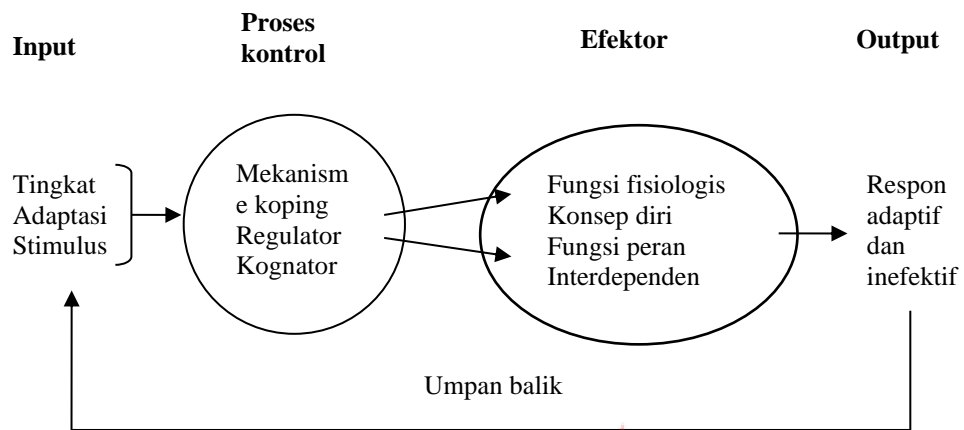 Input
Proses
kontrol
Efektor
Output
Tingkat
Adaptasi
Stimulus
Mekanism
e koping
Regulator
Kognator
Fungsi fisiologis
Konsep diri
Fungsi peran
Interdependen
Respon
adaptif
dan
inefektif
Umpan balik